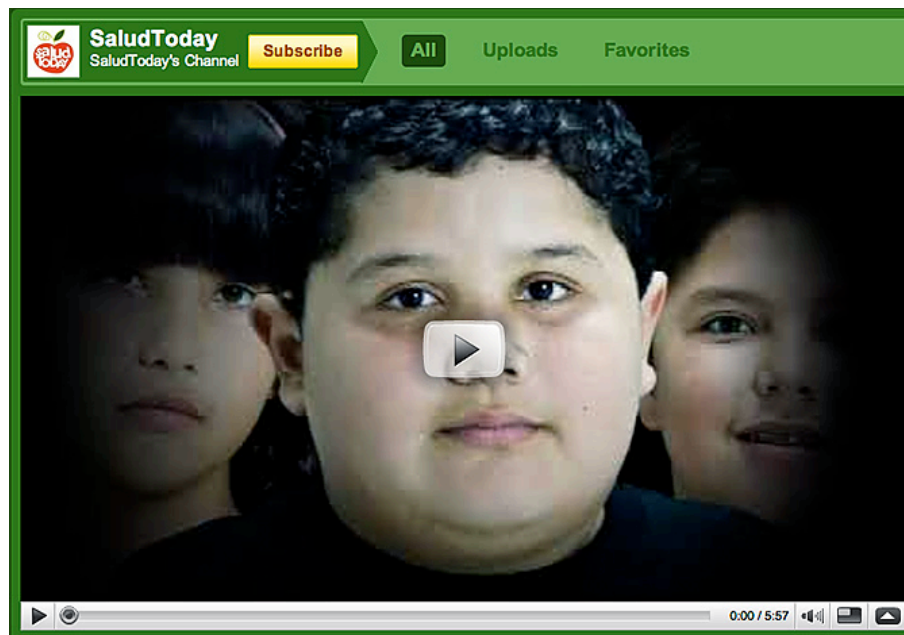 SaludToday
SaludToday's Channel
Subscribe
All
Uploads
Favorites
Salud
TODAY
0:00 / 5:57